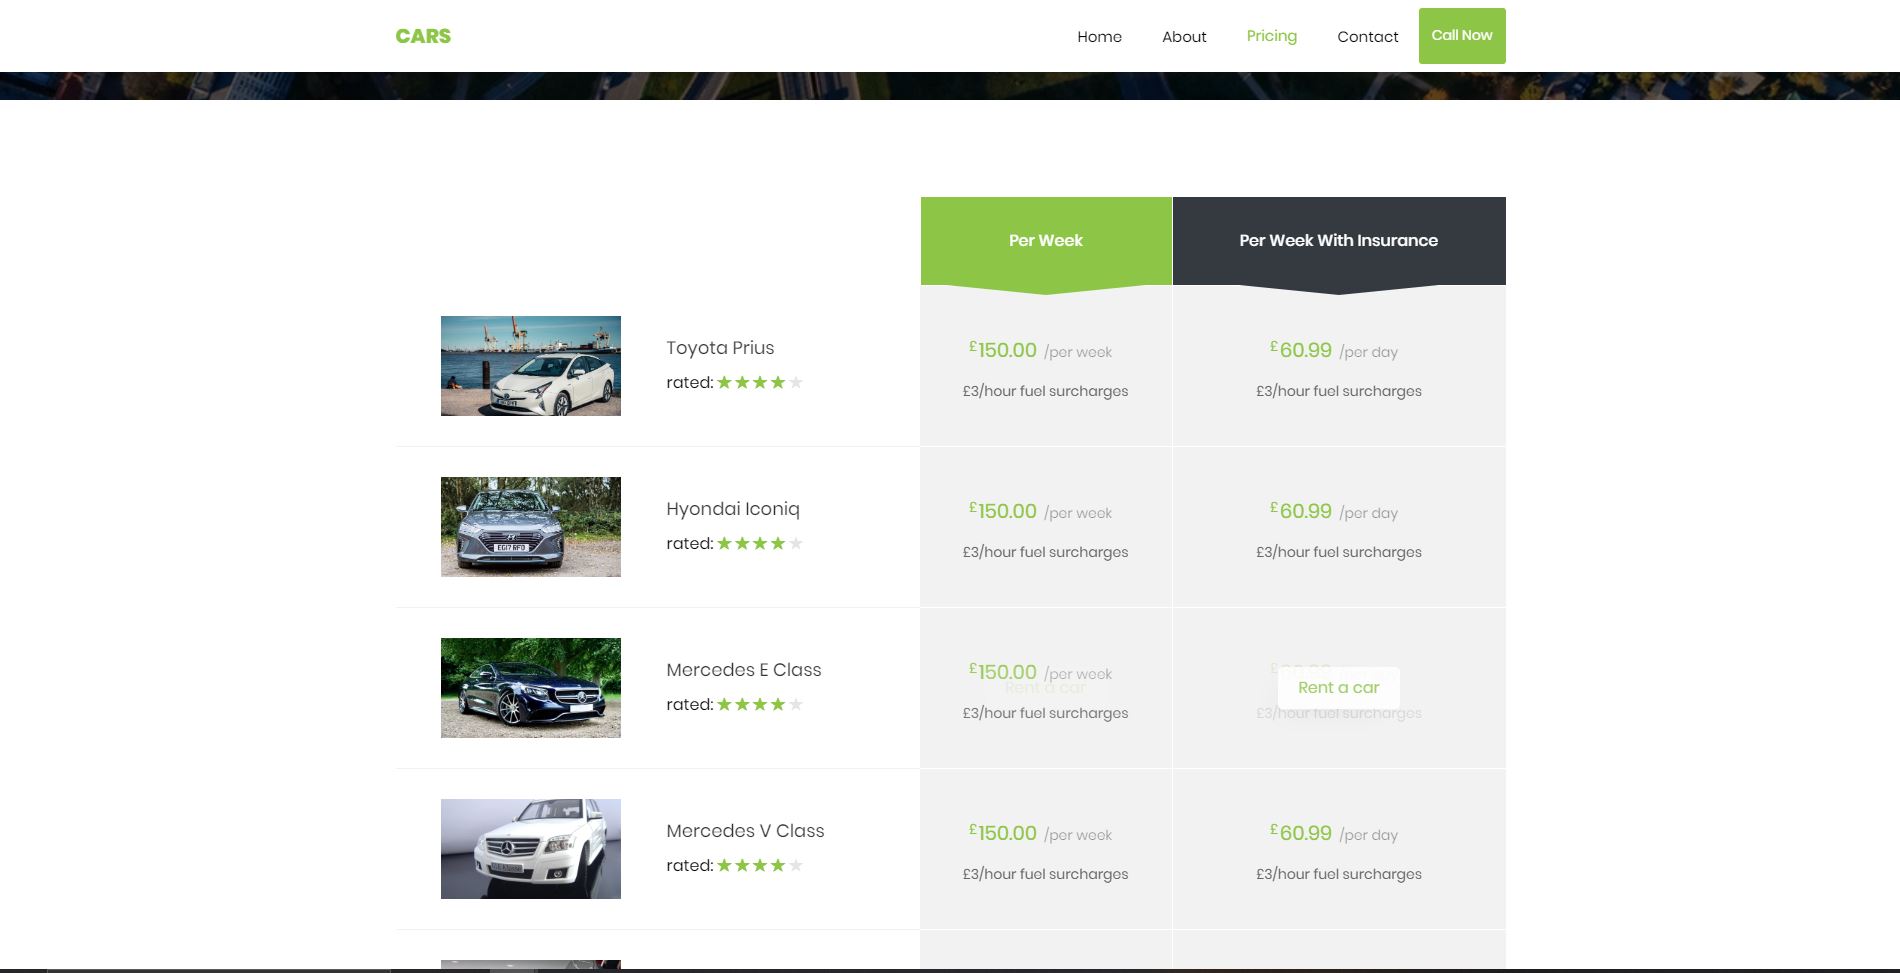 CARS
Home About Pricing Contact Call Now
Per Week Per Week With Insurance
Toyota Prius
rated:
£150.00 /per week
£3/hour fuel surcharges
£60.99 /per day
£3/hour fuel surcharges
Hyondai Iconiq
rated:
£150.00 /per week
£3/hour fuel surcharges
£60.99 /per day
£3/hour fuel surcharges
EG17 RFO
Mercedes E Class
rated:
£150.00 /per week
Rent a car
£3/hour fuel surcharges
Rent a car
£3/hour fuel surcharges
Mercedes V Class
rated:
£150.00 /per week
£3/hour fuel surcharges
£60.99 /per day
£3/hour fuel surcharges